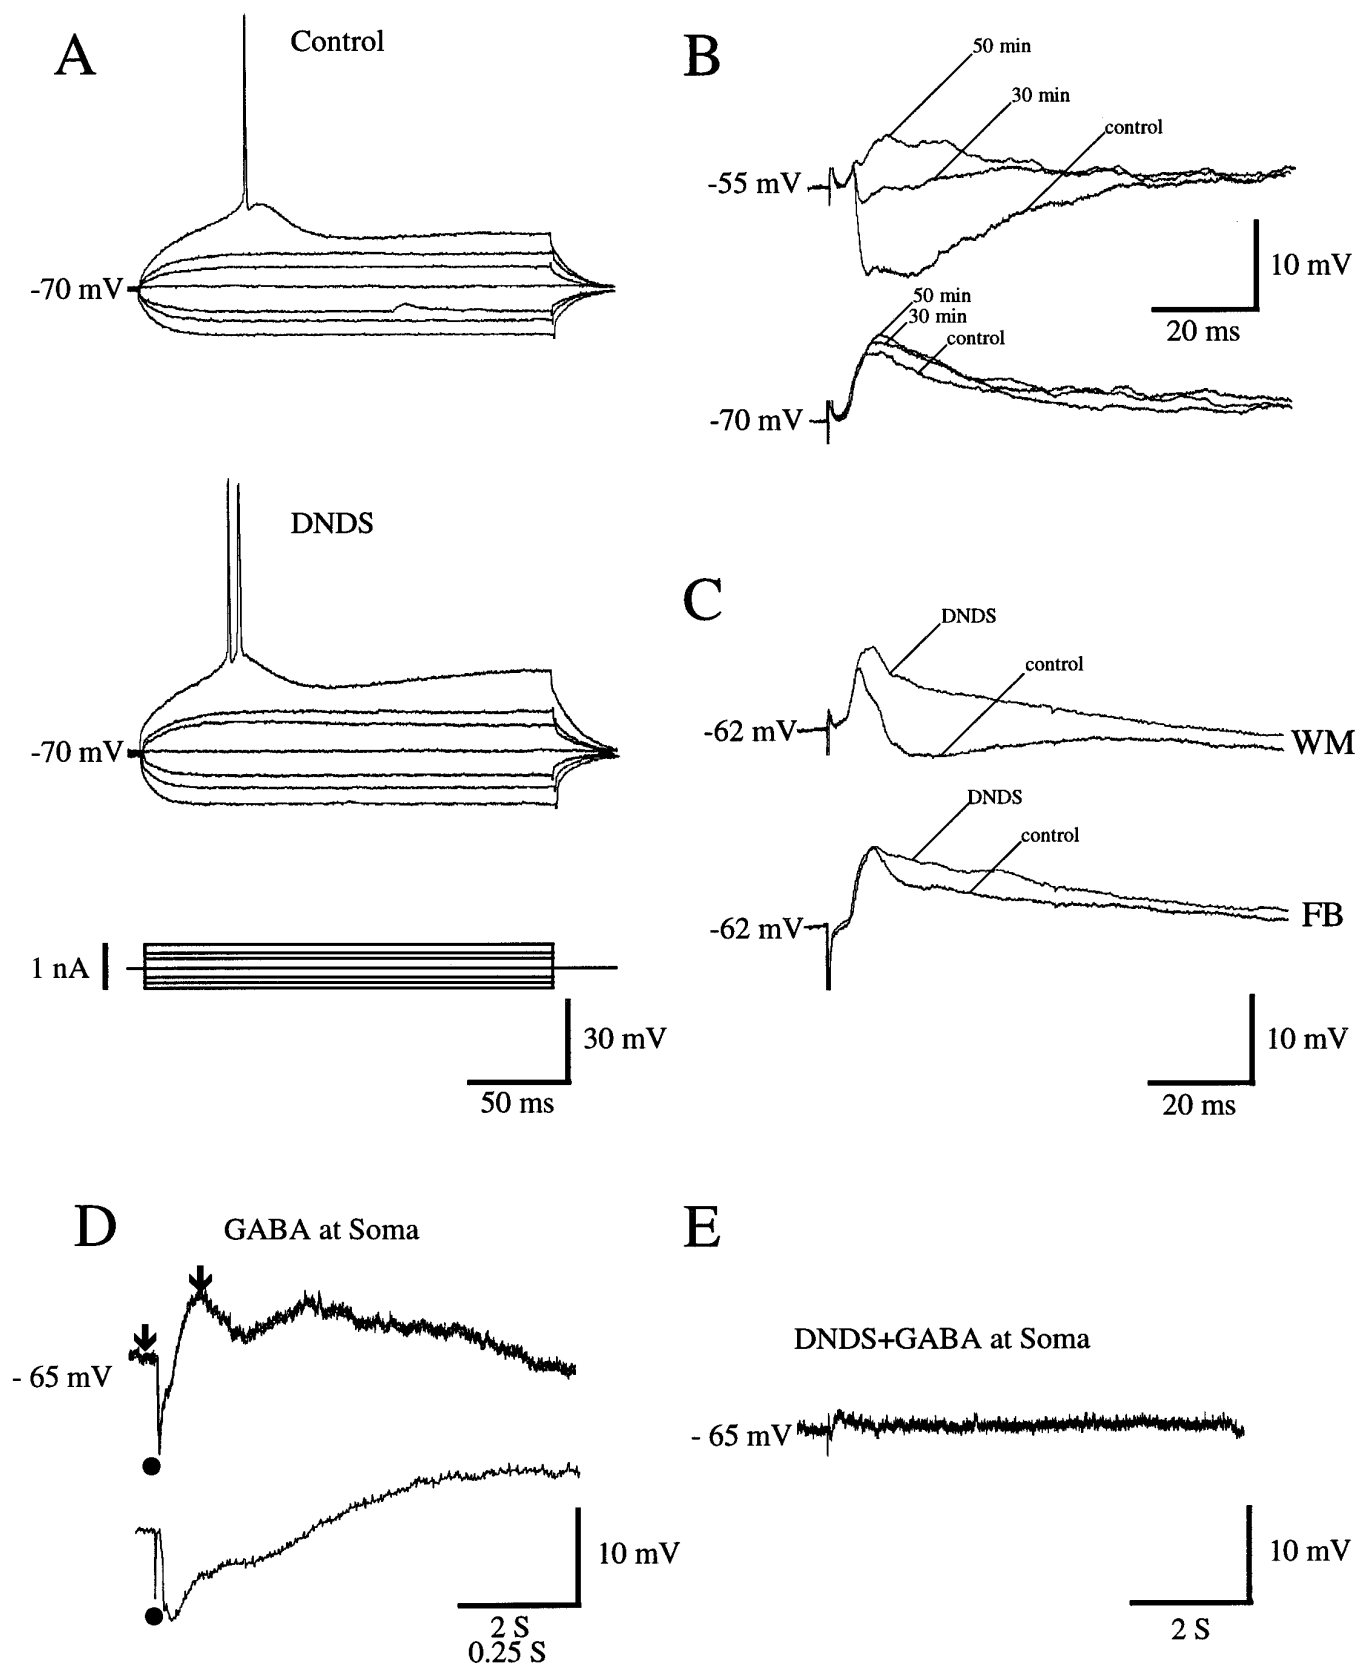 A
Control
-70 mV
DNDS
-70 mV
1 nA
30 mV
50 ms
B
50 min
30 min
control
-55 mV
10 mV
20 ms
50 min
30 min
control
-70 mV
C
DNDS
control
-62 mV
WM
DNDS
control
-62 mV
FB
10 mV
20 ms
D
GABA at Soma
- 65 mV
10 mV
2 S
0.25 S
E
DNDS+GABA at Soma
- 65 mV
10 mV
2 S